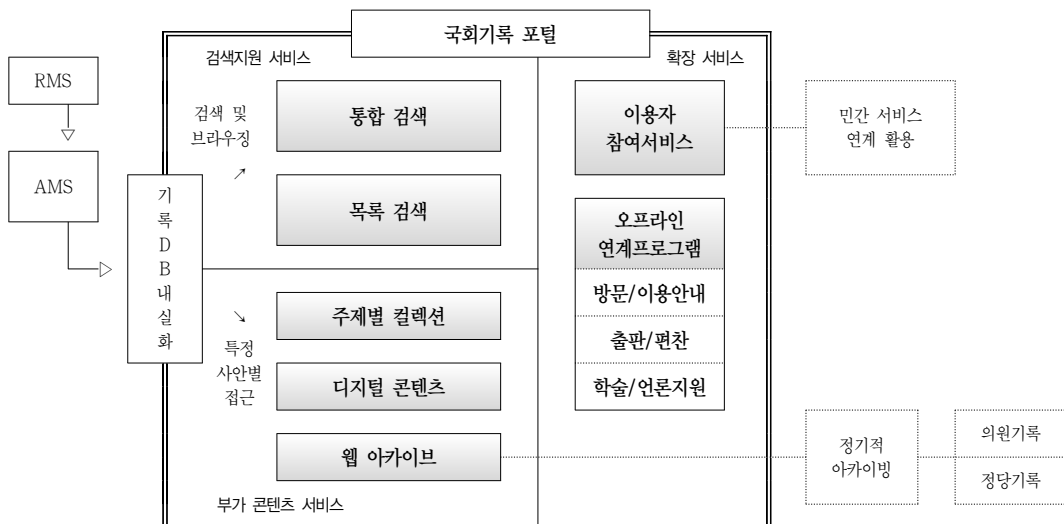 국회기록 포털
검색지원 서비스
확장 서비스
RMS
AMS
기
록
D
B
내
실
화
검색 및
브라우징
통합 검색
목록 검색
특정
사안별
접근
주제별 컬렉션
디지털 콘텐츠
웹 아카이브
부가 콘텐츠 서비스
이용자
참여서비스
오프라인
연계프로그램
방문/이용안내
출판/편찬
학술/언론지원
민간 서비스
연계 활용
정기적
아카이빙
의원기록
정당기록